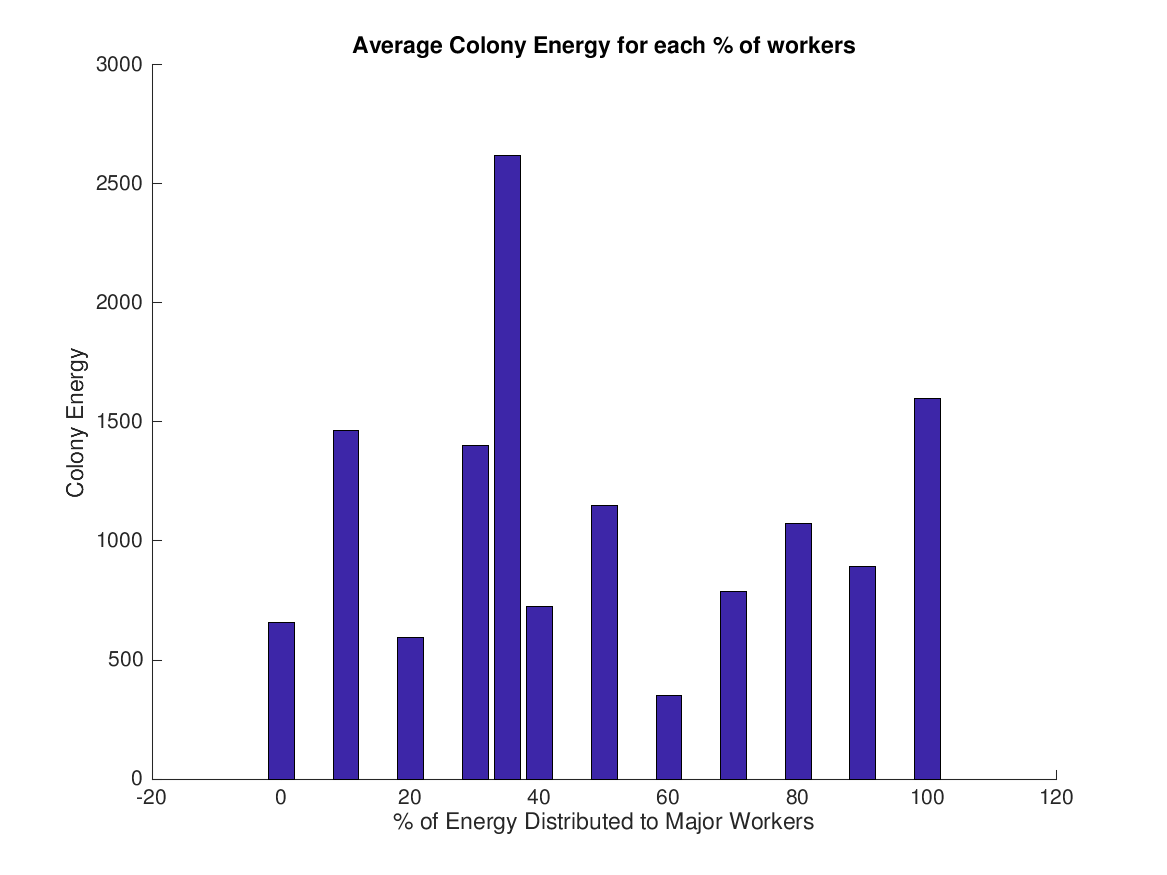 Average Colony Energy for each % of workers
3000
2500
2000
1500
1000
500
0
Colony Energy
-20 0 20 40 60 80 100 120
% of Energy Distributed to Major Workers